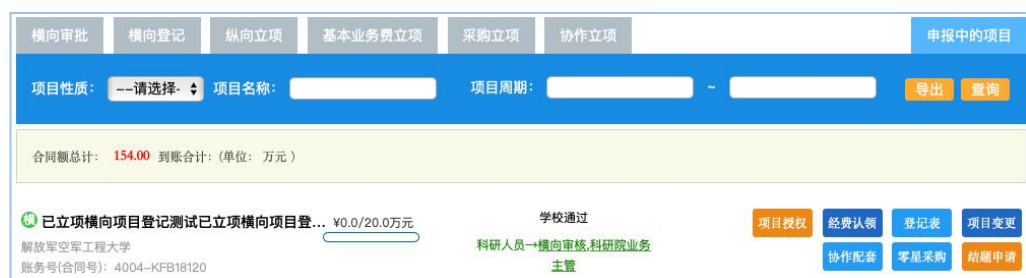 横向审批 横向登记 纵向立项 基本业务费立项 采购立项 协作立项 申报中的项目
项目性质： --请选择- 项目名称： 项目周期： ~ 导出 查询
合同额总计： 154.00 到账合计：(单位： 万元 )
已立项横向项目登记测试已立项横向项目登... ¥0.0/20.0万元 学校通过 项目授权 经费认领 登记表 项目变更
解放军空军工程大学 科研人员→横向审核,科研院业务
主管 协作配套 零星采购 结题申请
账务号(合同号)： 4004-KFB18120